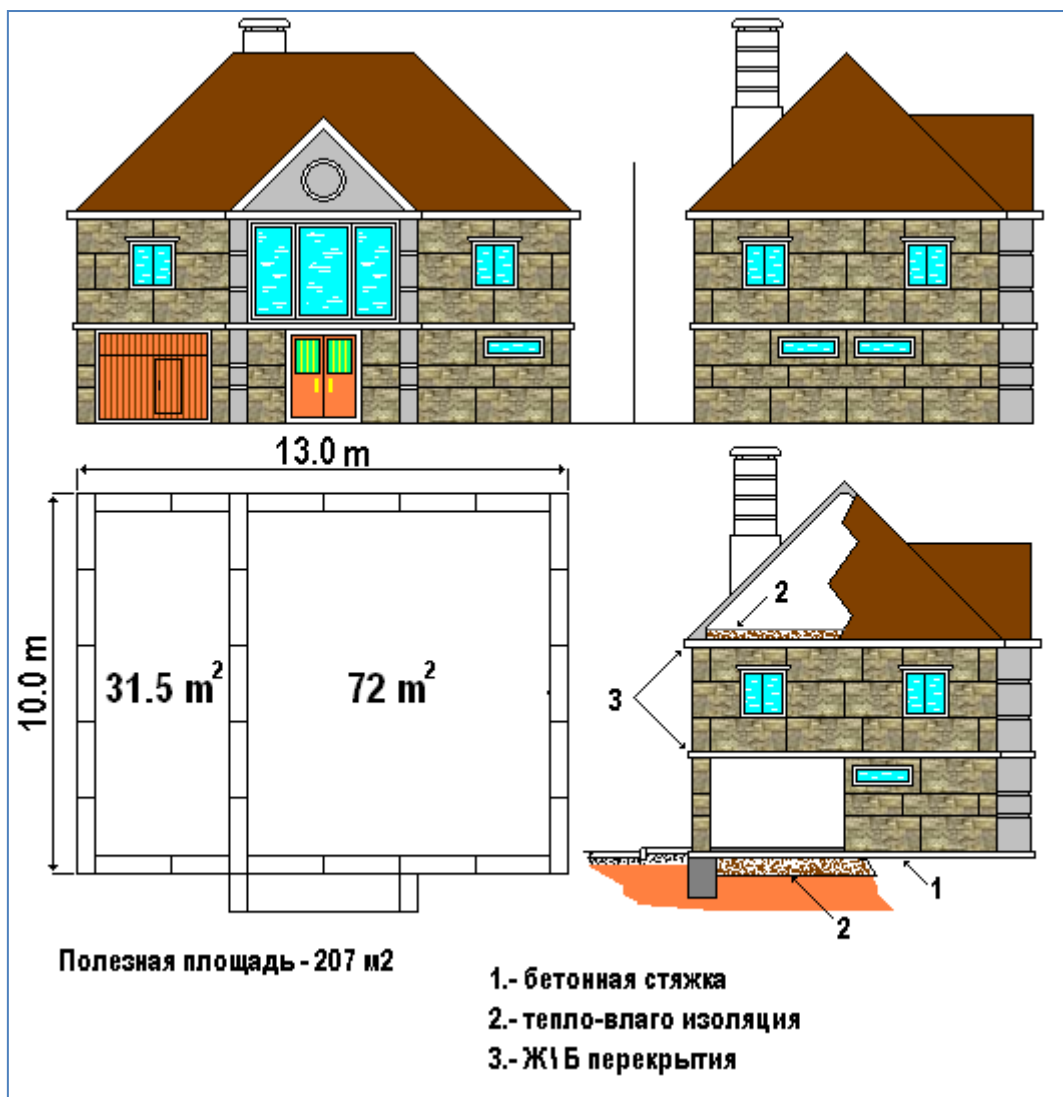 13.0 m
10.0 m
31.5 m²
72 m²
2
3
1
2
Полезная площадь - 207 м2
1.- бетонная стяжка
2.- тепло-влаго изоляция
3.- Ж\Б перекрытия